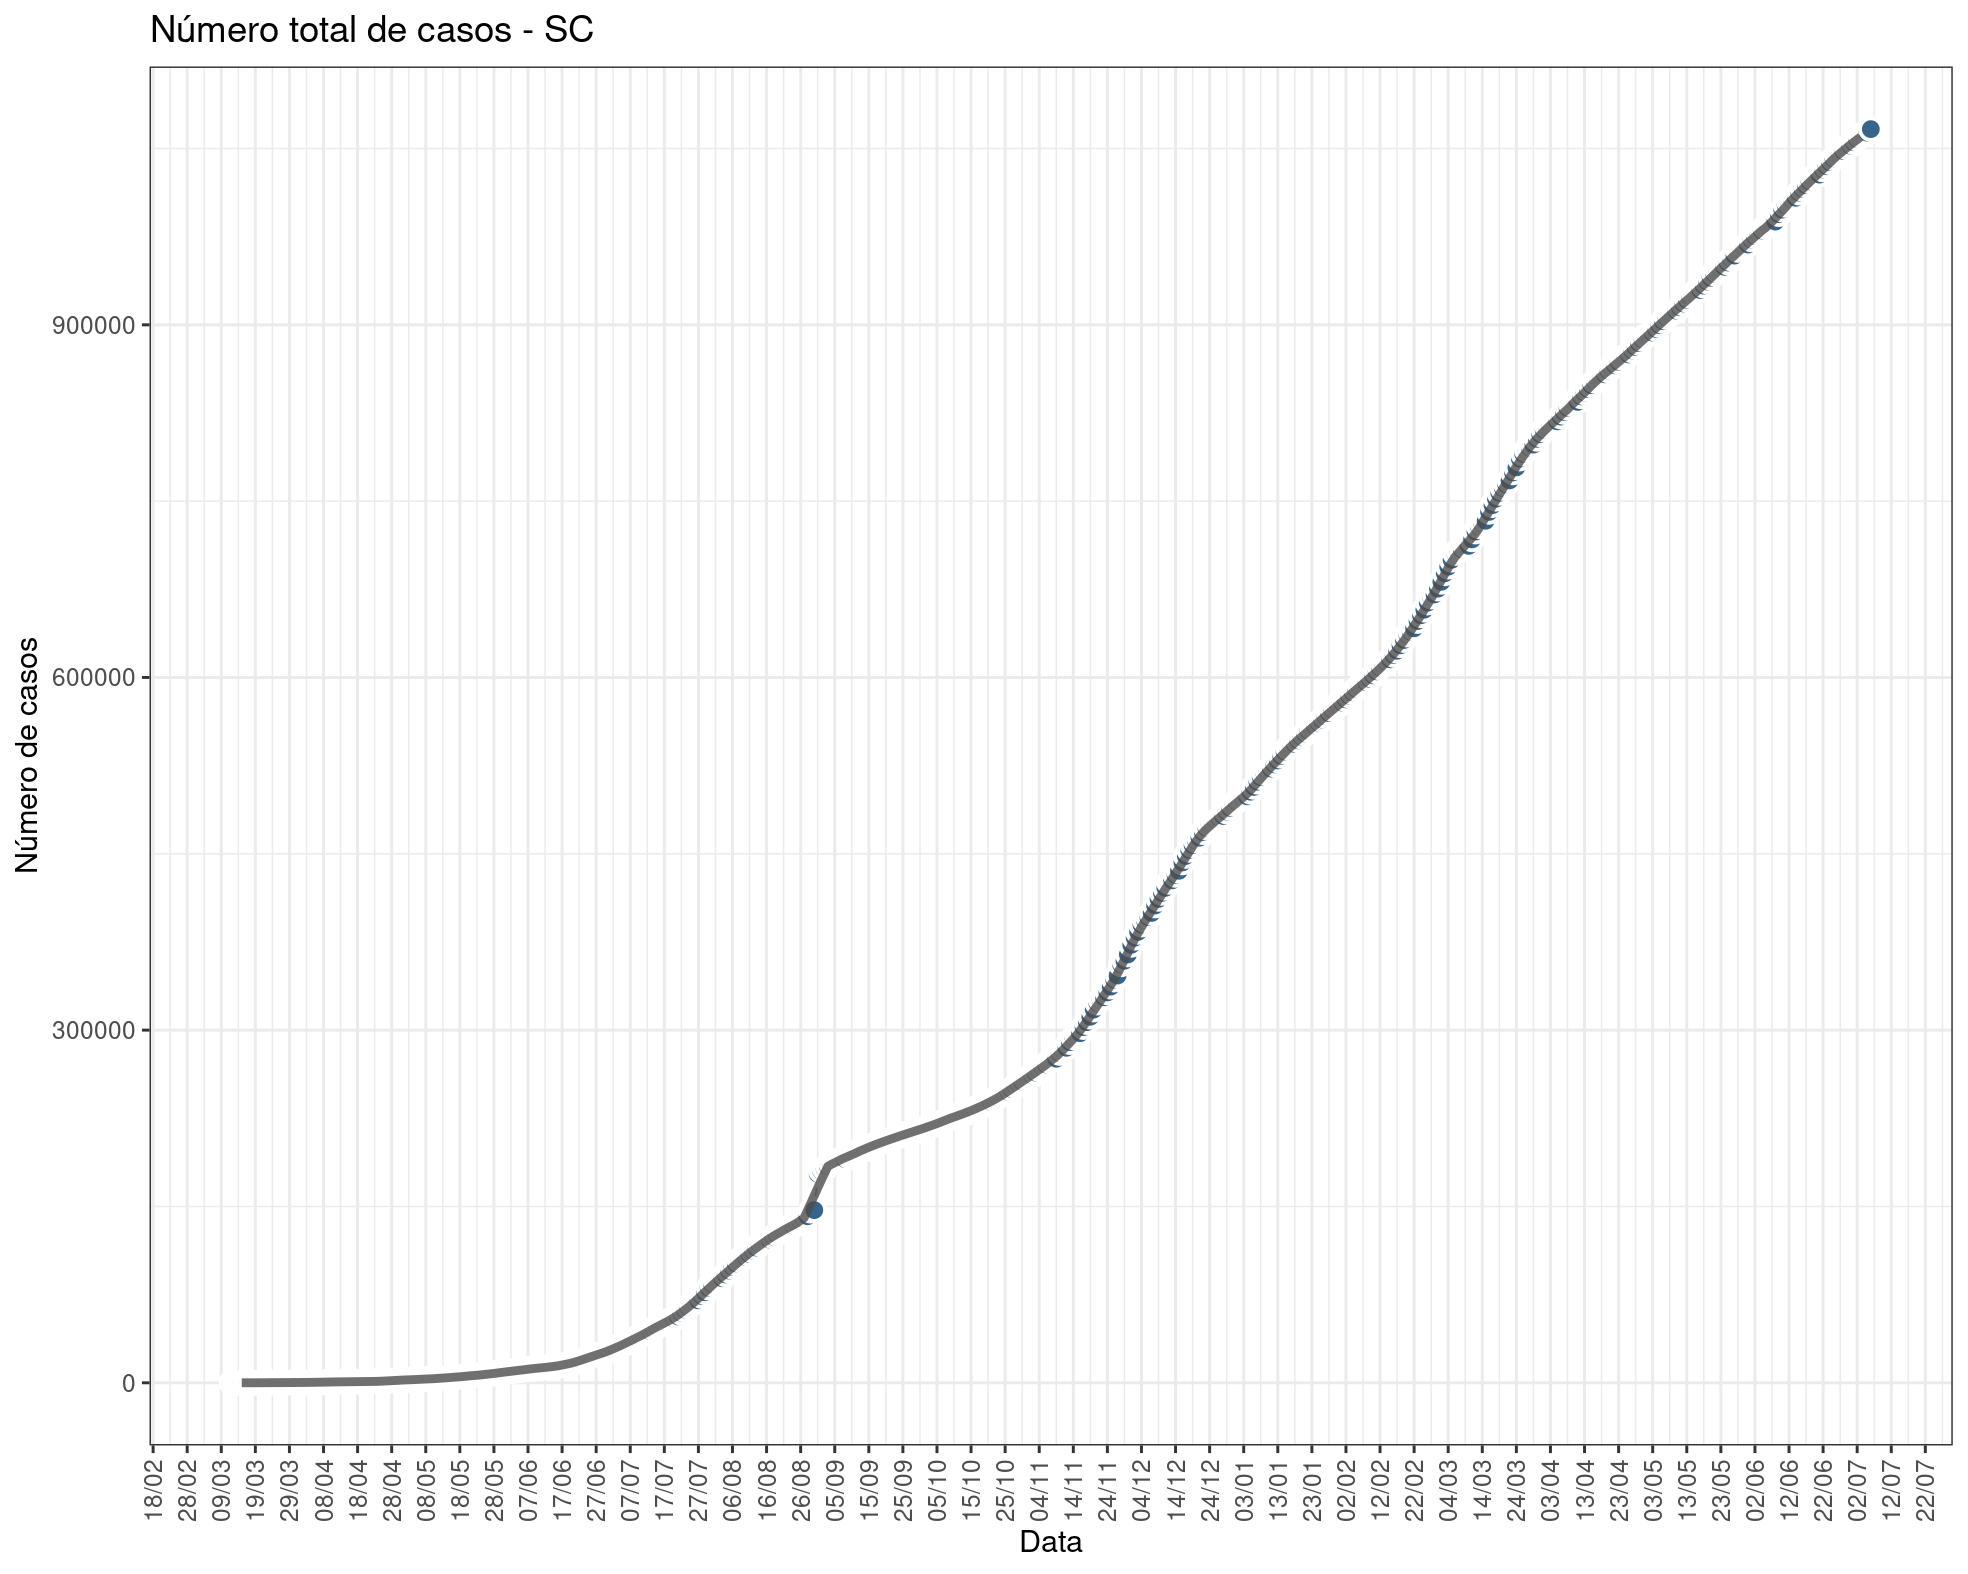 Número total de casos - SC
Número de casos
900000
600000
300000
0
18/02 28/02 09/03 19/03 29/03 08/04 18/04 28/04 08/05 18/05 28/05 07/06 17/06 27/06 07/07 17/07 27/07 06/08 16/08 26/08 05/09 15/09 25/09 05/10 15/10 25/10 04/11 14/11 24/11 04/12 14/12 24/12 03/01 13/01 23/01 02/02 12/02 22/02 04/03 14/03 24/03 03/04 13/04 23/04 03/05 13/05 23/05 02/06 12/06 22/06 02/07 12/07 22/07
Data